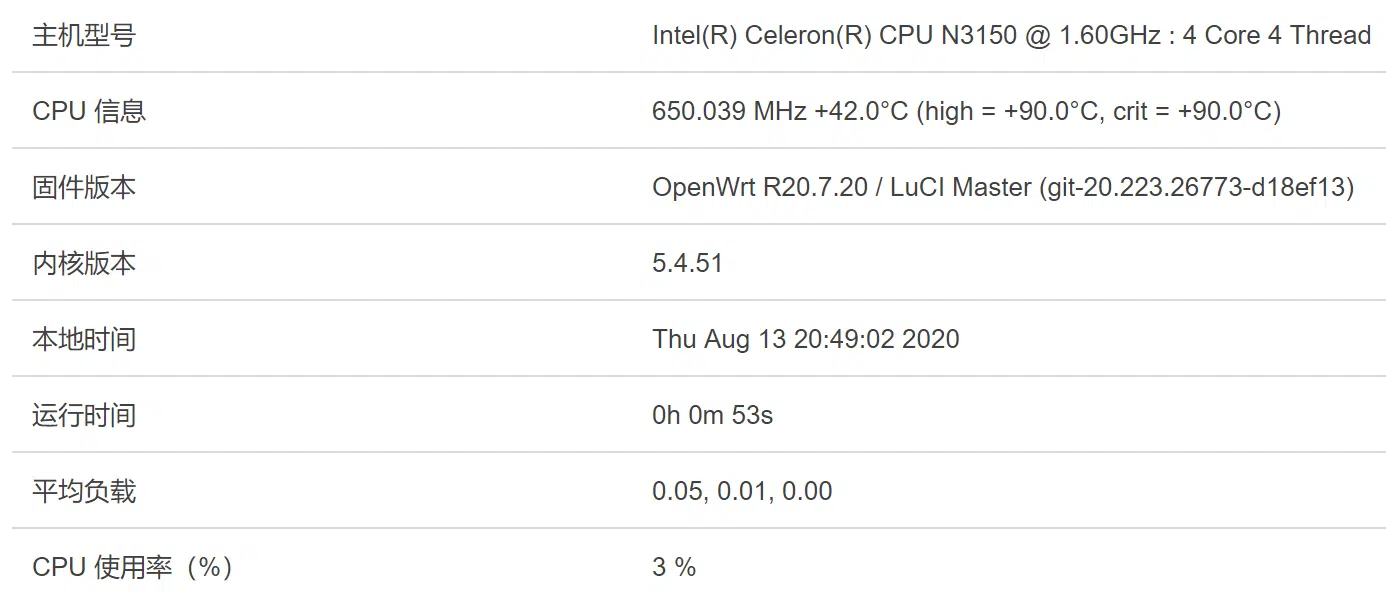 主机型号 Intel(R) Celeron(R) CPU N3150 @ 1.60GHz : 4 Core 4 Thread
CPU 信息 650.039 MHz +42.0°C (high = +90.0°C, crit = +90.0°C)
固件版本 OpenWrt R20.7.20 / LuCI Master (git-20.223.26773-d18ef13)
内核版本 5.4.51
本地时间 Thu Aug 13 20:49:02 2020
运行时间 0h 0m 53s
平均负载 0.05, 0.01, 0.00
CPU 使用率（%） 3 %